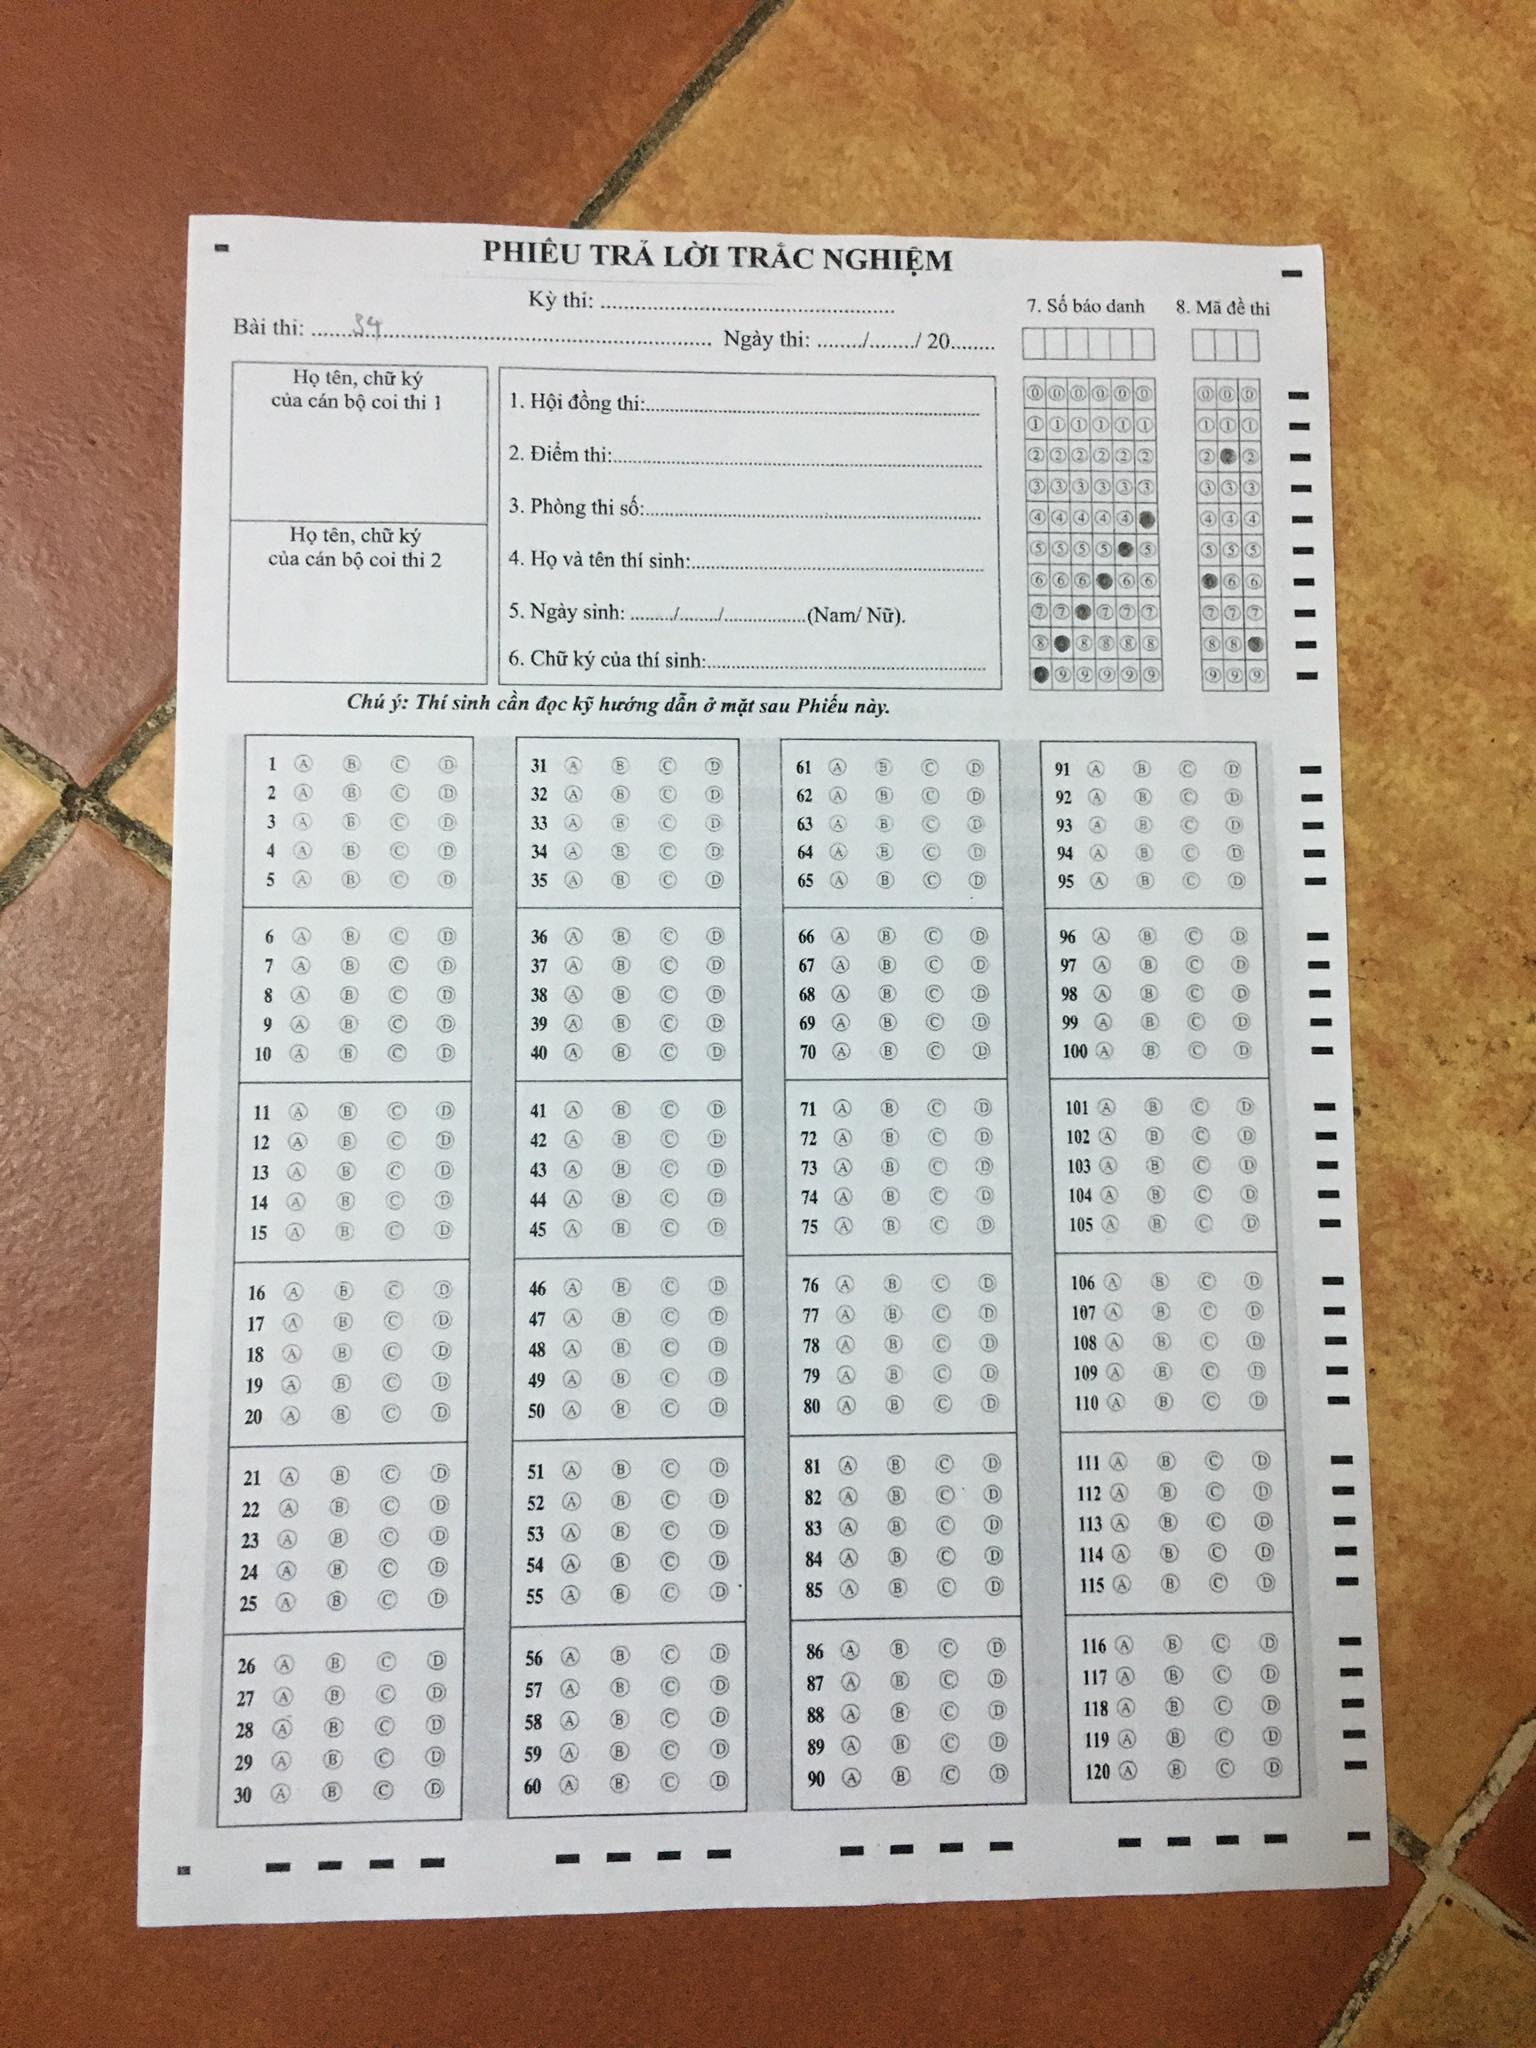 PHIẾU TRẢ LỜI TRẮC NGHIỆM
Kỳ thi: ................................................
Bài thi: .......34....................................................... Ngày thi: ......../......../ 20........
7. Số báo danh
8. Mã đề thi
Họ tên, chữ ký
của cán bộ coi thi 1
Họ tên, chữ ký
của cán bộ coi thi 2
1. Hội đồng thi:.......................................................
2. Điểm thi:.............................................................
3. Phòng thi số:.......................................................
4. Họ và tên thí sinh:................................................
5. Ngày sinh: ......../......./................(Nam/ Nữ).
6. Chữ ký của thí sinh:..............................................
0 0 0 0 0 0 0 0 0
1 1 1 1 1 1 1 1 1
2 2 2 2 2 2 2 2 2
3 3 3 3 3 3 3 3 3
4 4 4 4 4 4 4 4
5 5 5 5 5 5 5 5
6 6 6 6 6 6 6 6
7 7 7 7 7 7 7 7 7
8 8 8 8 8 8 8
9 9 9 9 9 9 9 9
Chú ý: Thí sinh cần đọc kỹ hướng dẫn ở mặt sau Phiếu này.
1 A B C D
2 A B C D
3 A B C D
4 A B C D
5 A B C D
6 A B C D
7 A B C D
8 A B C D
9 A B C D
10 A B C D
11 A B C D
12 A B C D
13 A B C D
14 A B C D
15 A B C D
16 A B C D
17 A B C D
18 A B C D
19 A B C D
20 A B C D
21 A B C D
22 A B C D
23 A B C D
24 A B C D
25 A B C D
26 A B C D
27 A B C D
28 A B C D
29 A B C D
30 A B C D
31 A B C D
32 A B C D
33 A B C D
34 A B C D
35 A B C D
36 A B C D
37 A B C D
38 A B C D
39 A B C D
40 A B C D
41 A B C D
42 A B C D
43 A B C D
44 A B C D
45 A B C D
46 A B C D
47 A B C D
48 A B C D
49 A B C D
50 A B C D
51 A B C D
52 A B C D
53 A B C D
54 A B C D
55 A B C D
56 A B C D
57 A B C D
58 A B C D
59 A B C D
60 A B C D
61 A B C D
62 A B C D
63 A B C D
64 A B C D
65 A B C D
66 A B C D
67 A B C D
68 A B C D
69 A B C D
70 A B C D
71 A B C D
72 A B C D
73 A B C D
74 A B C D
75 A B C D
76 A B C D
77 A B C D
78 A B C D
79 A B C D
80 A B C D
81 A B C D
82 A B C D
83 A B C D
84 A B C D
85 A B C D
86 A B C D
87 A B C D
88 A B C D
89 A B C D
90 A B C D
91 A B C D
92 A B C D
93 A B C D
94 A B C D
95 A B C D
96 A B C D
97 A B C D
98 A B C D
99 A B C D
100 A B C D
101 A B C D
102 A B C D
103 A B C D
104 A B C D
105 A B C D
106 A B C D
107 A B C D
108 A B C D
109 A B C D
110 A B C D
111 A B C D
112 A B C D
113 A B C D
114 A B C D
115 A B C D
116 A B C D
117 A B C D
118 A B C D
119 A B C D
120 A B C D